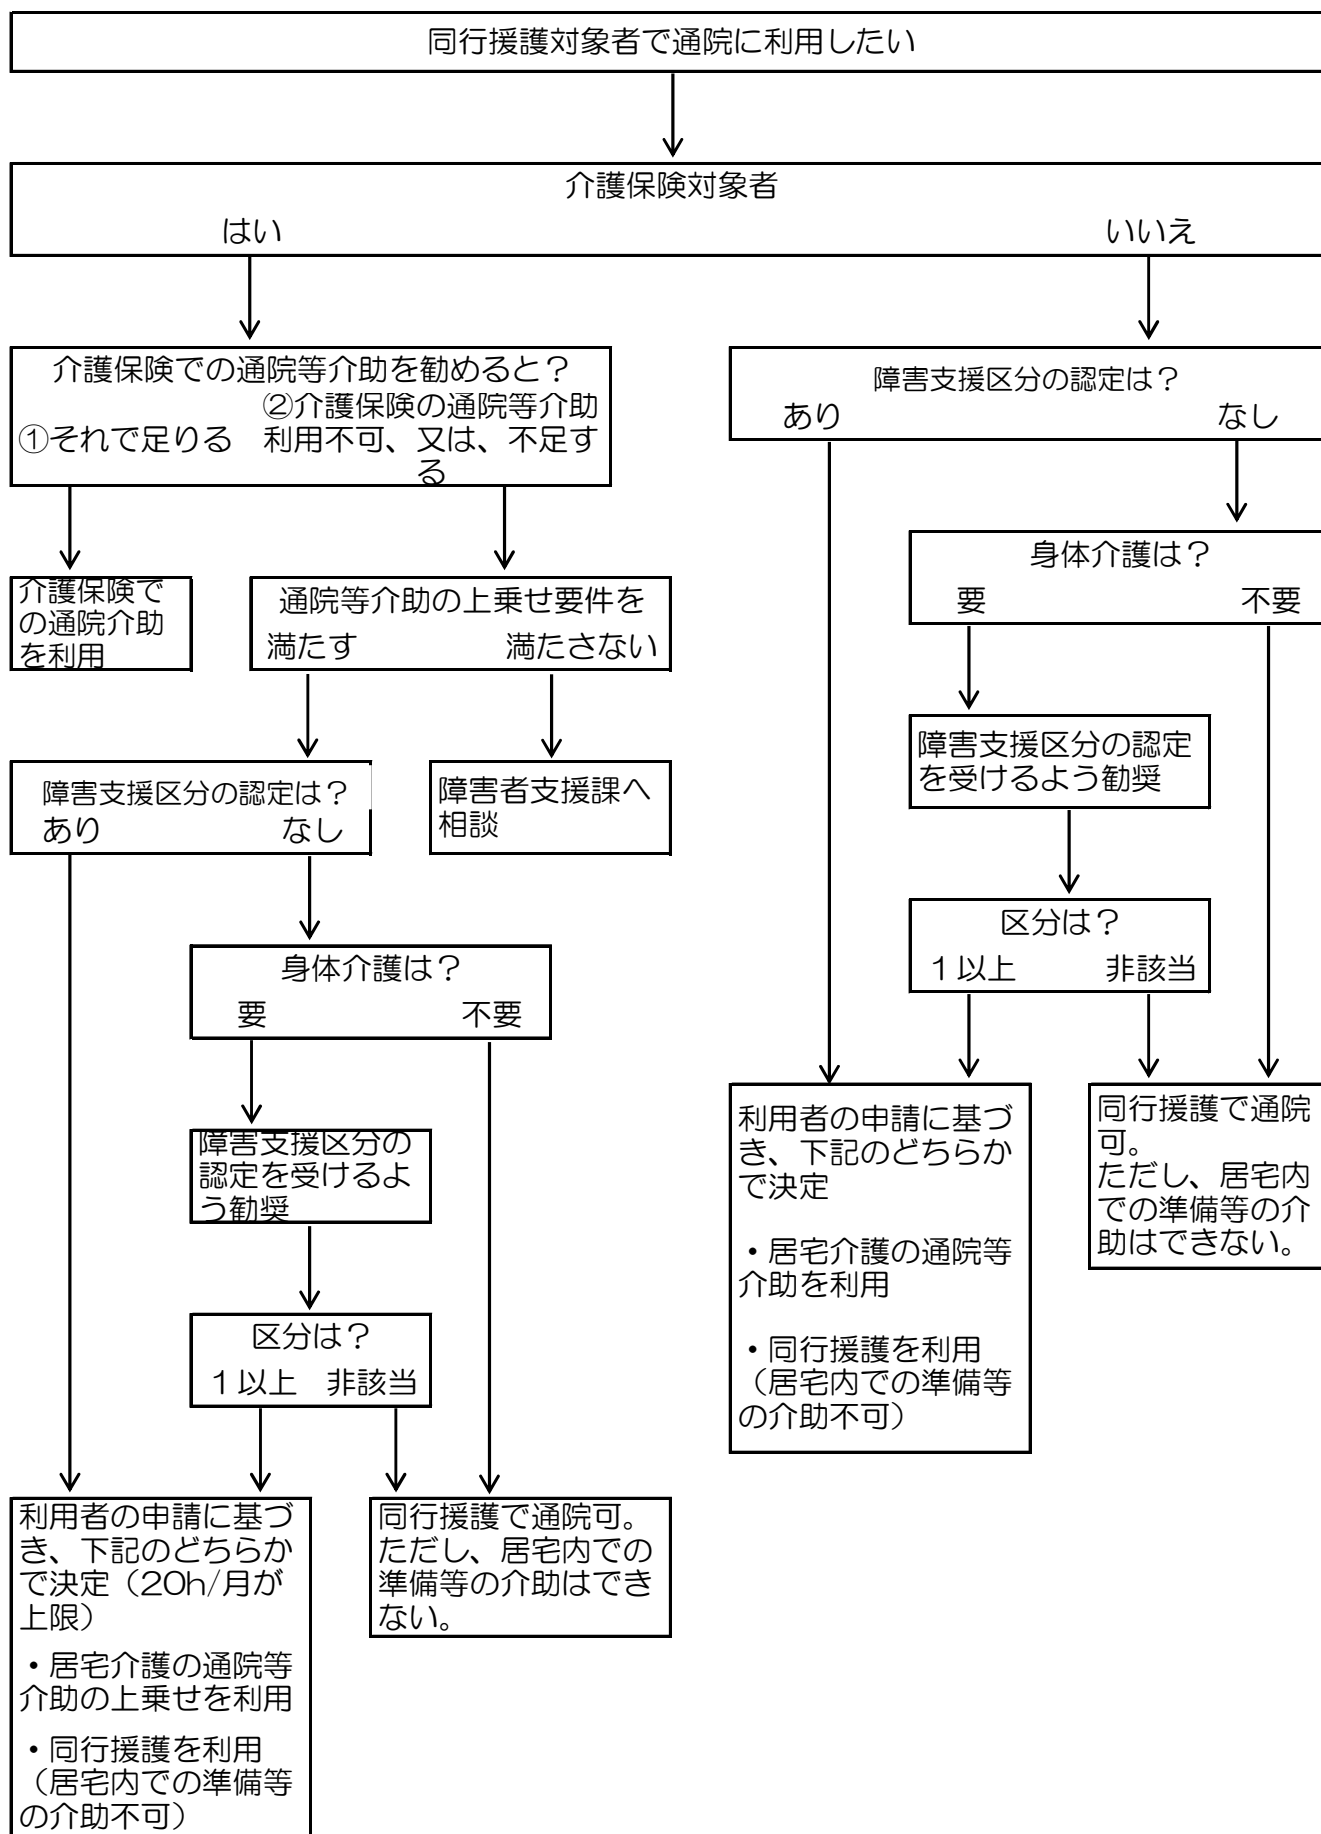 同行援護対象者で通院に利用したい
介護保険対象者
はい
いいえ
介護保険での通院等介助を勧めると？
①それで足りる
②介護保険の通院等介助
利用不可、又は、不足す
る
介護保険で
の通院介助
を利用
通院等介助の上乗せ要件を
満たす
満たさない
障害支援区分の認定は？
あり
なし
障害者支援課へ
相談
身体介護は？
要
不要
障害支援区分の
認定を受けるよ
う勧奨
区分は？
１以上
非該当
利用者の申請に基づ
き、下記のどちらか
で決定（20h/月が
上限）
・居宅介護の通院等
介助の上乗せを利用
・同行援護を利用
（居宅内での準備等
の介助不可）
同行援護で通院可。
ただし、居宅内での
準備等の介助はでき
ない。
障害支援区分の認定は？
あり
なし
身体介護は？
要
不要
障害支援区分の認定
を受けるよう勧奨
区分は？
１以上
非該当
利用者の申請に基づ
き、下記のどちらか
で決定
・居宅介護の通院等
介助を利用
・同行援護を利用
（居宅内での準備等
の介助不可）
同行援護で通院
可。
ただし、居宅内
での準備等の介
助はできない。